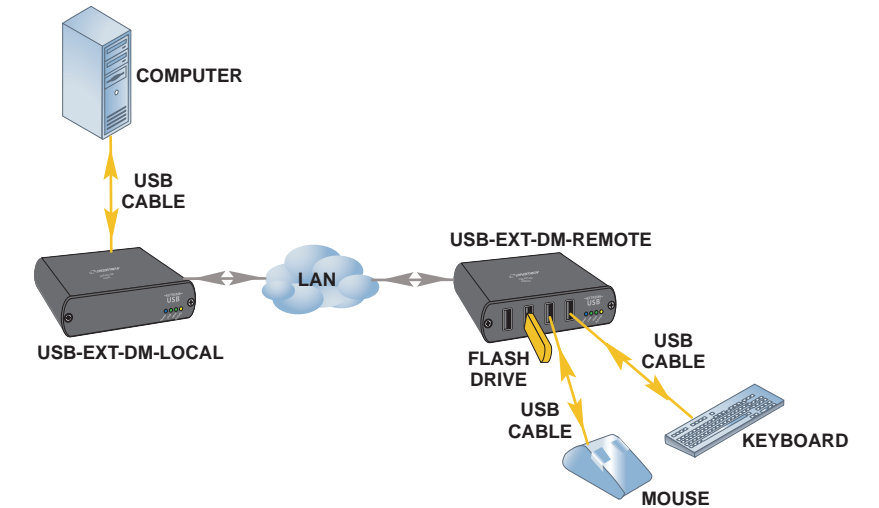 COMPUTER
USB
CABLE
USB-EXT-DM-REMOTE
LAN
USB
USB
USB-EXT-DM-LOCAL
FLASH
DRIVE
USB
CABLE
USB
CABLE
KEYBOARD
MOUSE